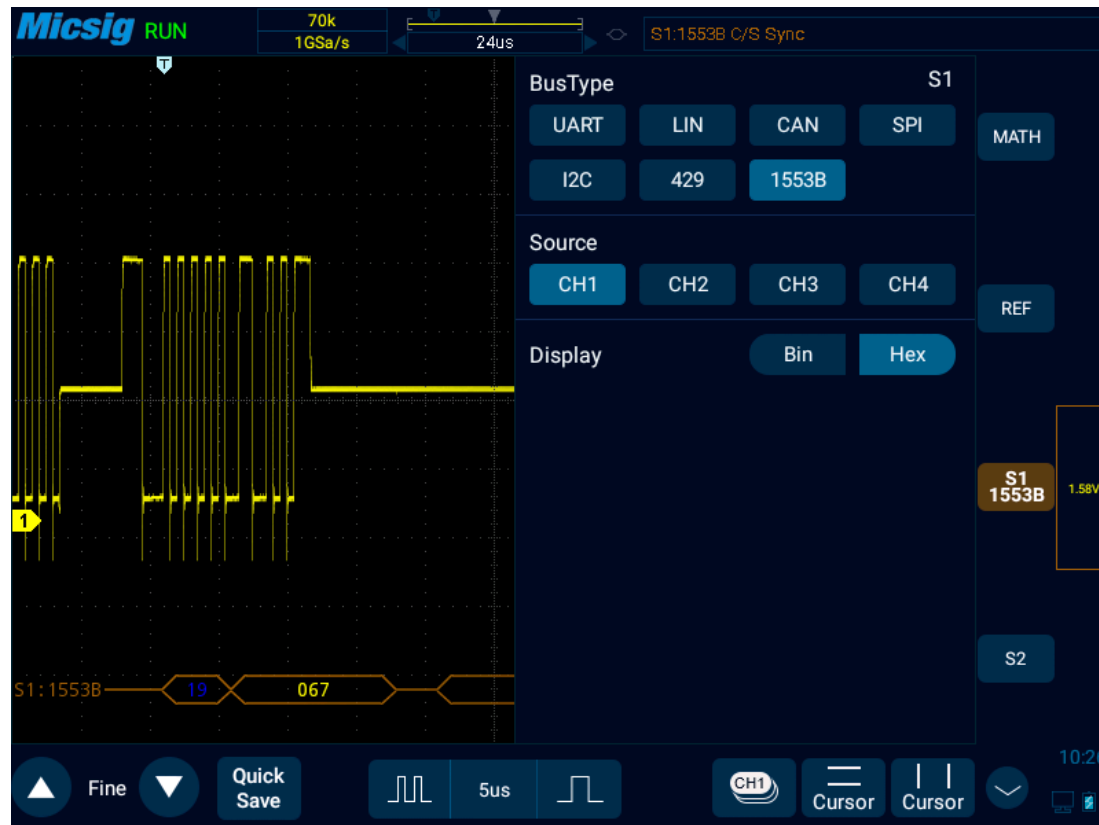 Micsig RUN 70k 1GSa/s T 24us S1:1553B C/S Sync
T
BusType S1
UART LIN CAN SPI
I2C 429 1553B
MATH
Source
CH1 CH2 CH3 CH4
REF
Display Bin Hex
S1
1553B
1.58V
1
S2
S1:1553B 19 067
Fine Quick Save 5us CH1 Cursor Cursor
10:26